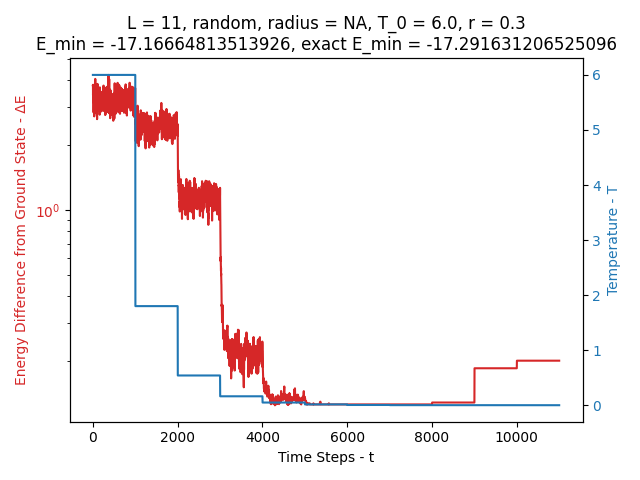 L = 11, random, radius = NA, T_0 = 6.0, r = 0.3
E_min = -17.16664813513926, exact E_min = -17.291631206525096
Energy Difference from Ground State - ΔE
10⁰
6
5
4
3
2
1
0
Temperature - T
0 2000 4000 6000 8000 10000
Time Steps - t